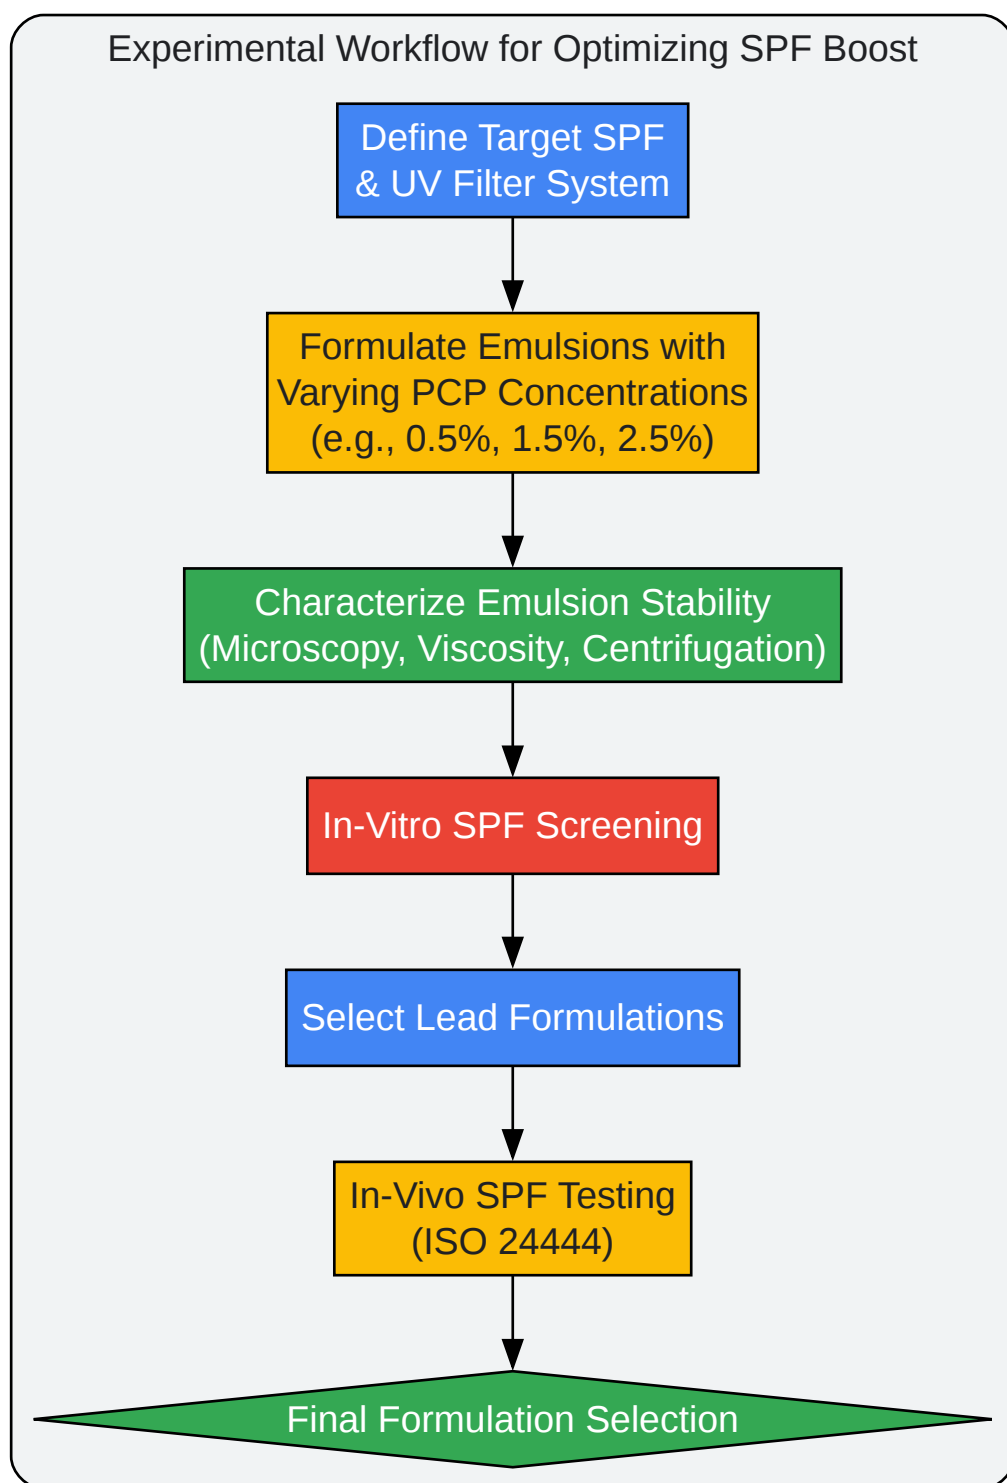 Experimental Workflow for Optimizing SPF Boost
Define Target SPF
& UV Filter System
Formulate Emulsions with
Varying PCP Concentrations
(e.g., 0.5%, 1.5%, 2.5%)
Characterize Emulsion Stability
(Microscopy, Viscosity, Centrifugation)
In-Vitro SPF Screening
Select Lead Formulations
In-Vivo SPF Testing
(ISO 24444)
Final Formulation Selection